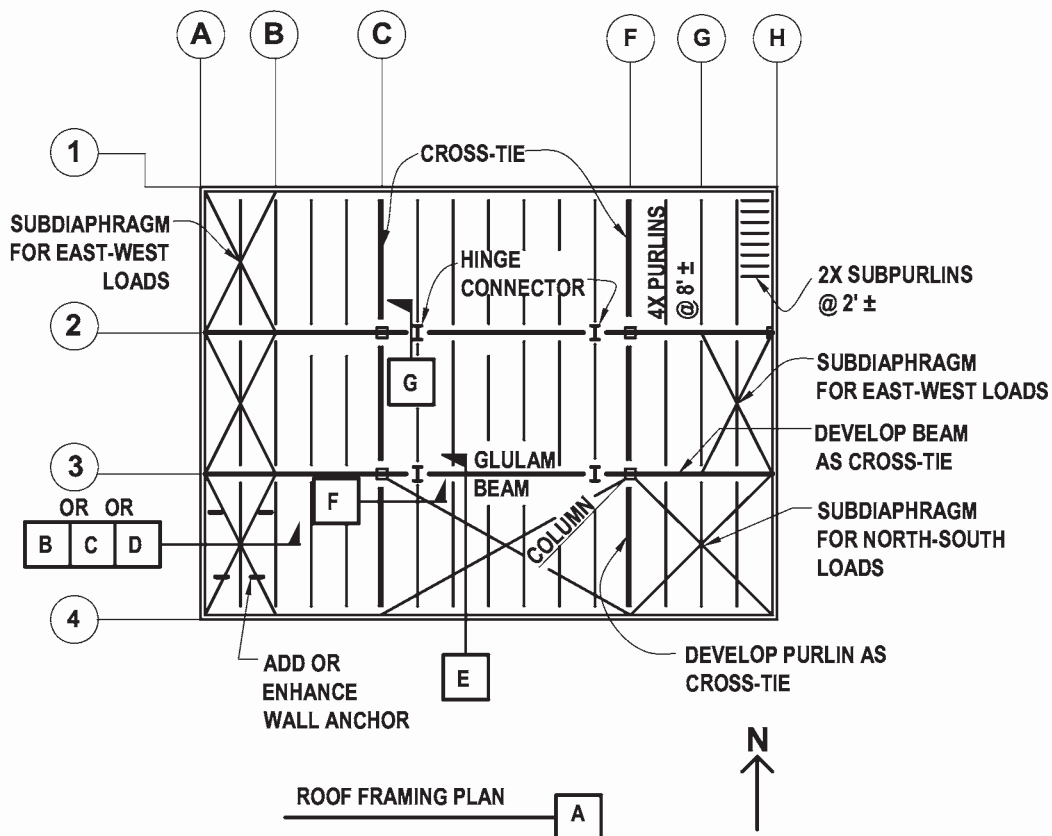 A
B
C
F
G
H
1
CROSS-TIE
SUBDIAPHRAGM
FOR EAST-WEST
LOADS
HINGE
CONNECTOR
4X PURLINS
@ 8' ±
2X SUBPURLINS
@ 2' ±
2
G
SUBDIAPHRAGM
FOR EAST-WEST LOADS
DEVELOP BEAM
AS CROSS-TIE
3
GLULAM
BEAM
F
OR OR
B C D
COLUMN
SUBDIAPHRAGM
FOR NORTH-SOUTH
LOADS
4
ADD OR
ENHANCE
WALL ANCHOR
E
DEVELOP PURLIN AS
CROSS-TIE
N
ROOF FRAMING PLAN
A